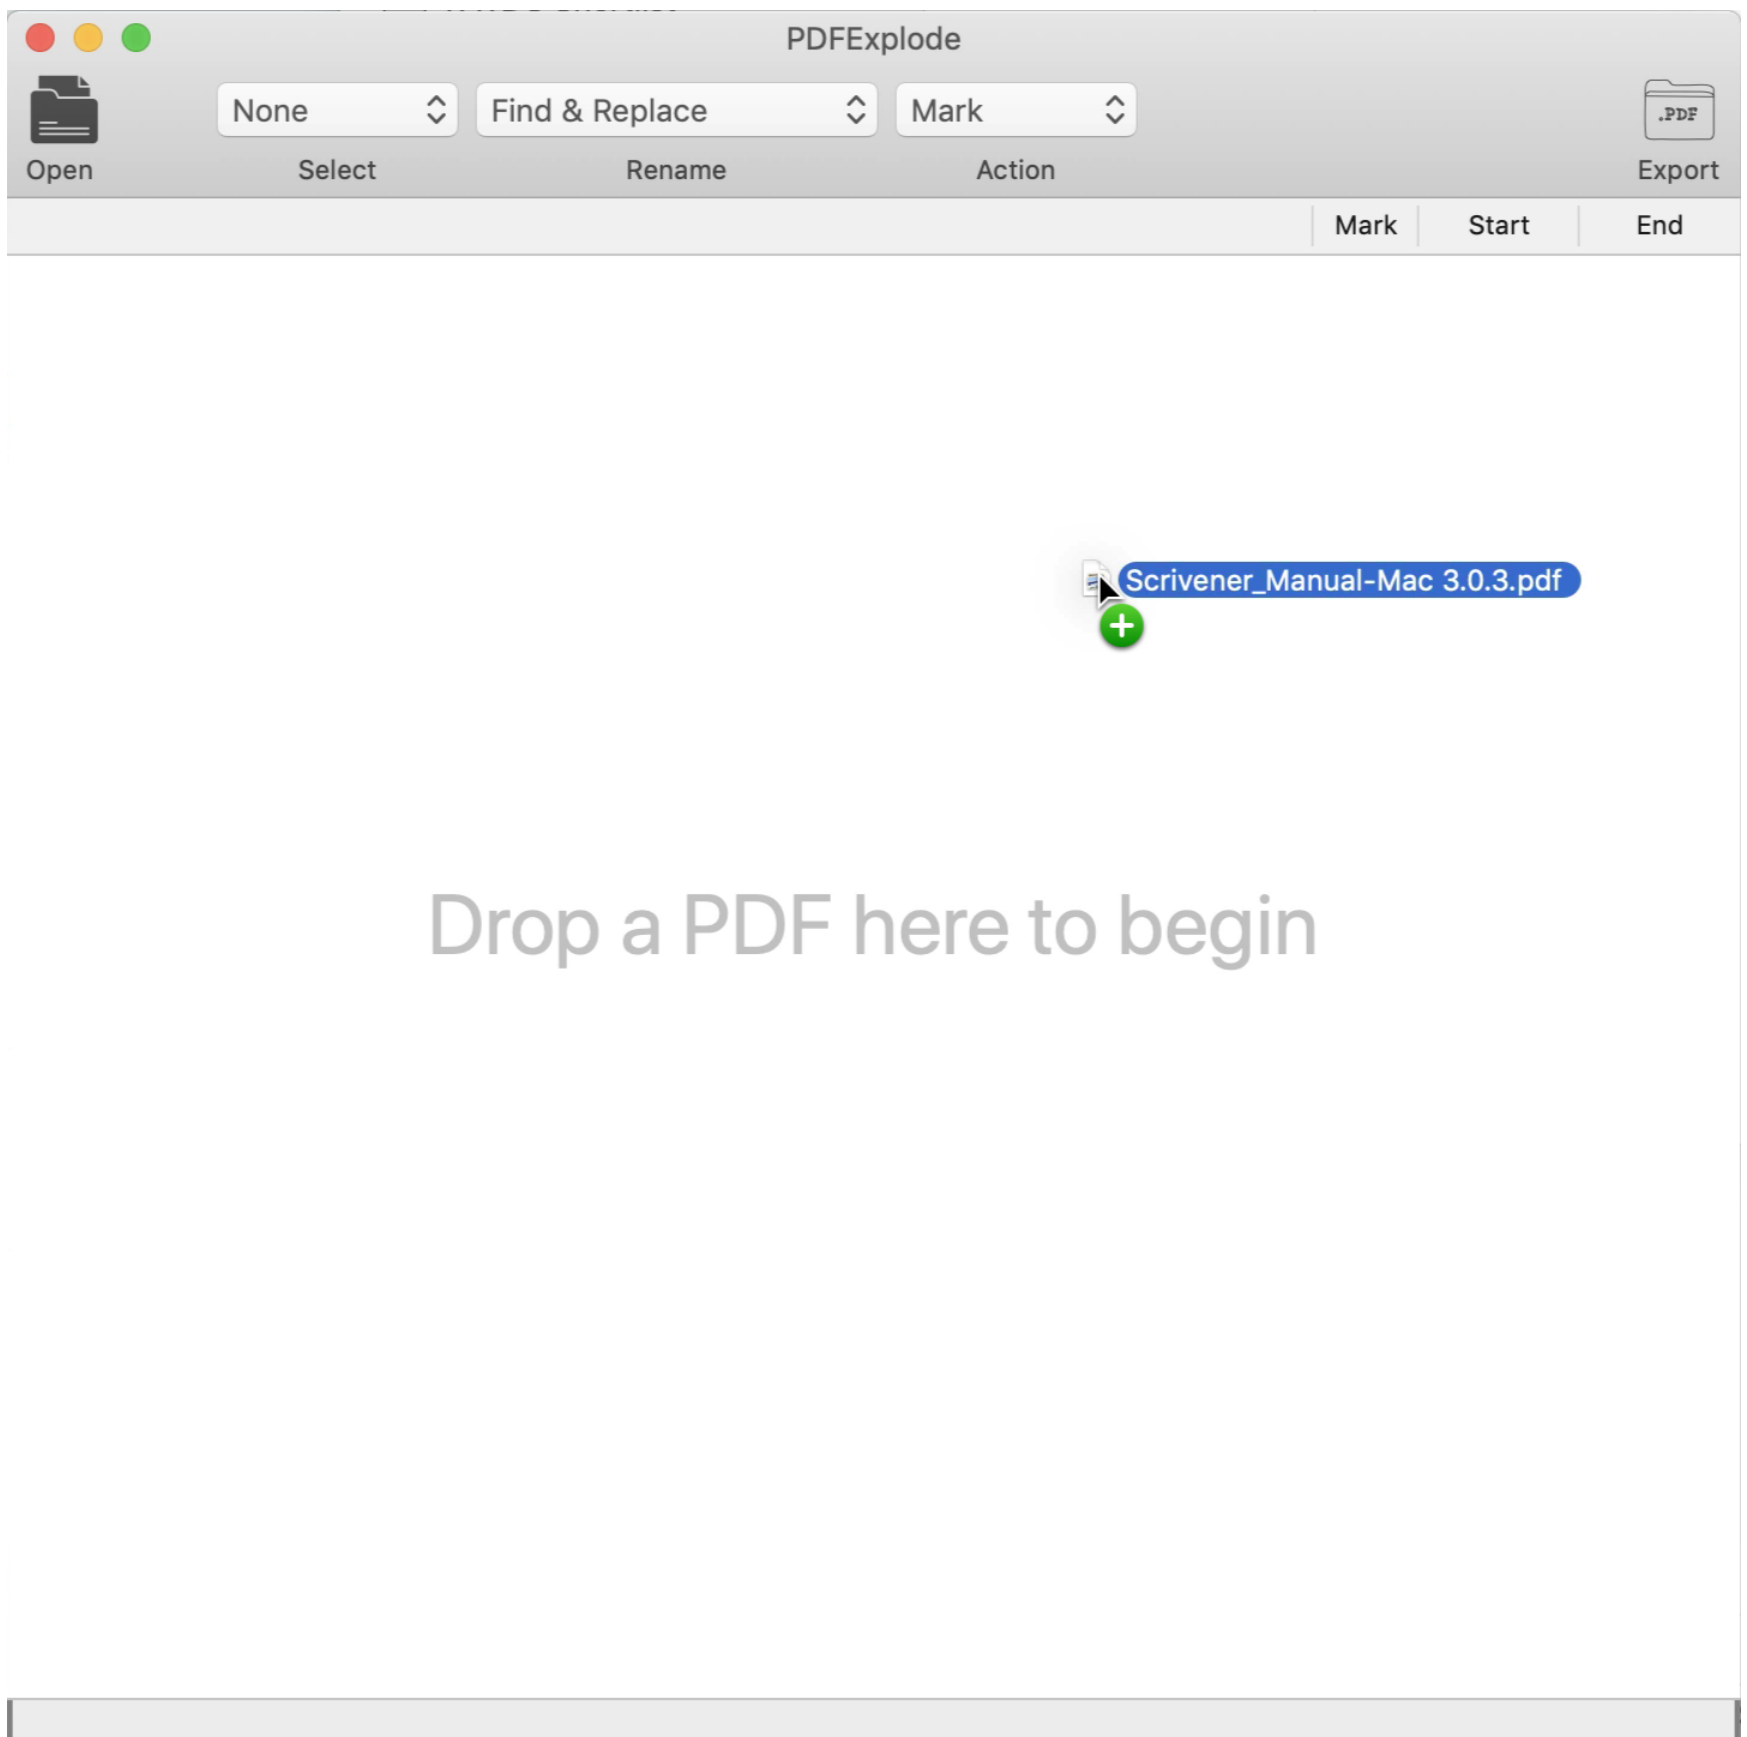 PDFExplode
None
Find & Replace
Mark
.PDF
Open
Select
Rename
Action
Export
Mark
Start
End
Scrivener_Manual-Mac 3.0.3.pdf
Drop a PDF here to begin